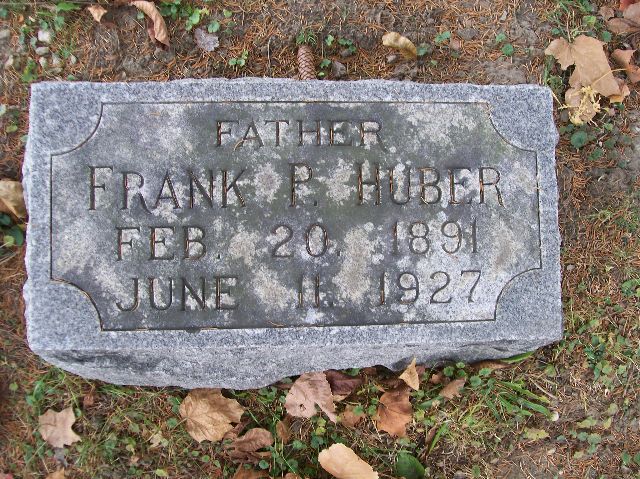 FATHER
FRANK P. HUBER
FEB. 20. 1891
JUNE 11. 1927